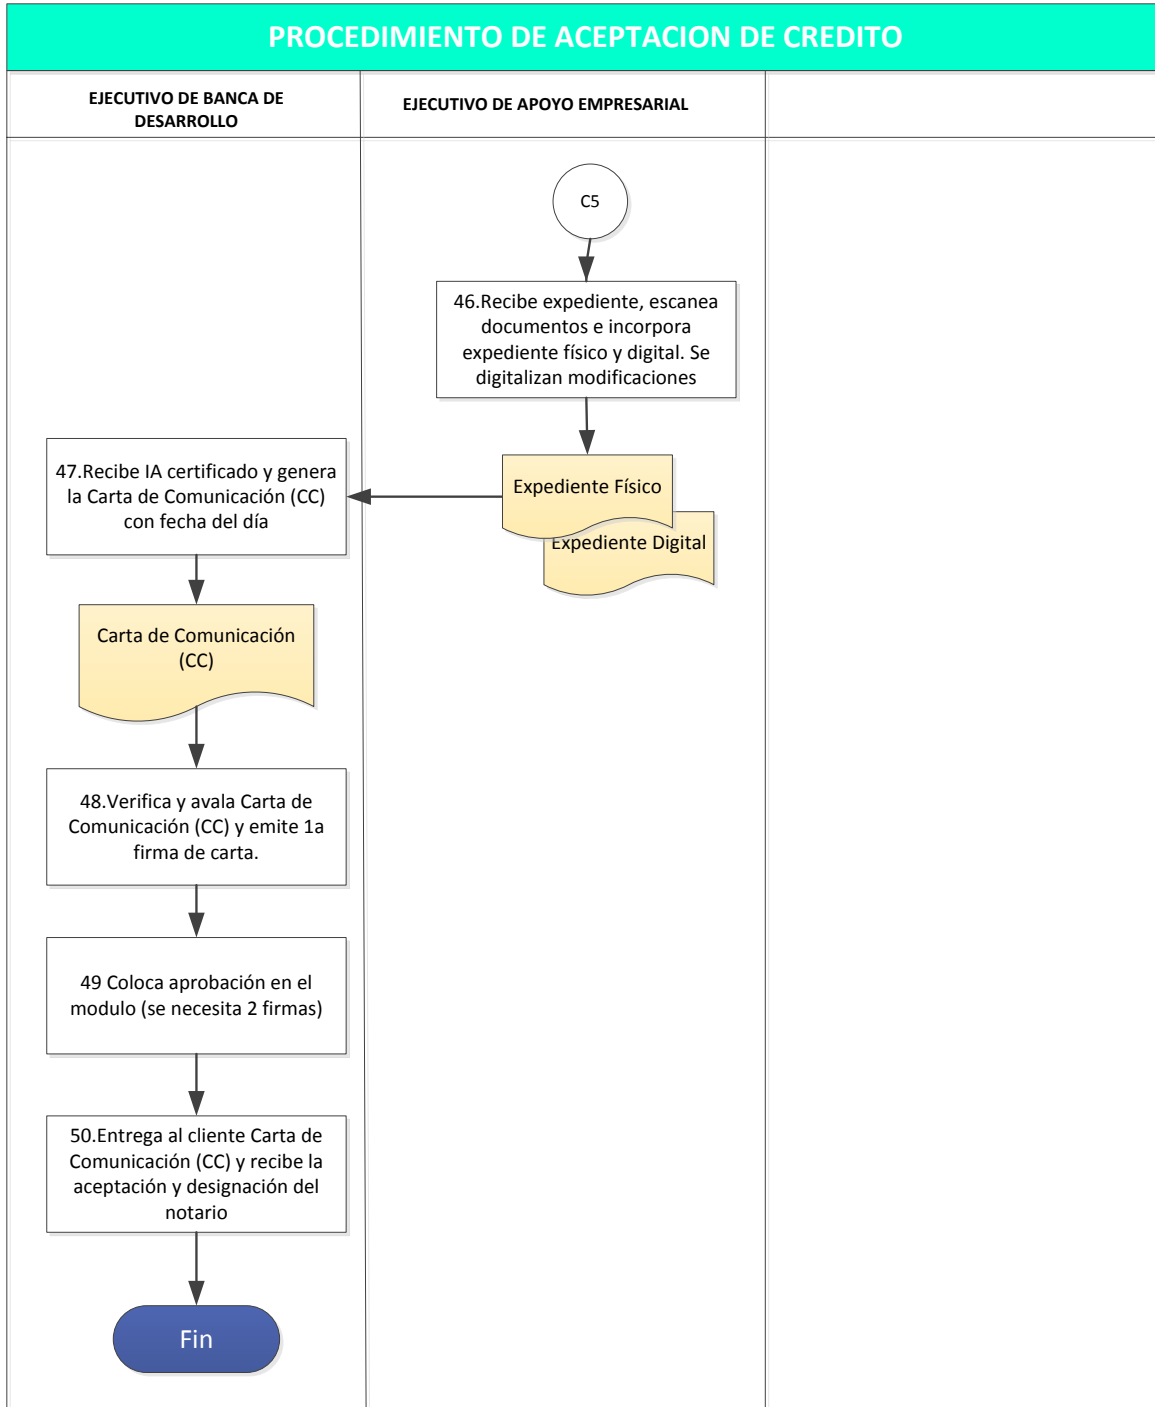 PROCEDIMIENTO DE ACEPTACION DE CREDITO
EJECUTIVO DE BANCA DE
DESARROLLO
EJECUTIVO DE APOYO EMPRESARIAL
C5
46.Recibe expediente, escanea
documentos e incorpora
expediente físico y digital. Se
digitalizan modificaciones
Expediente Físico
Expediente Digital
47.Recibe IA certificado y genera
la Carta de Comunicación (CC)
con fecha del día
Carta de Comunicación
(CC)
48.Verifica y avala Carta de
Comunicación (CC) y emite 1a
firma de carta.
49 Coloca aprobación en el
modulo (se necesita 2 firmas)
50.Entrega al cliente Carta de
Comunicación (CC) y recibe la
aceptación y designación del
notario
Fin